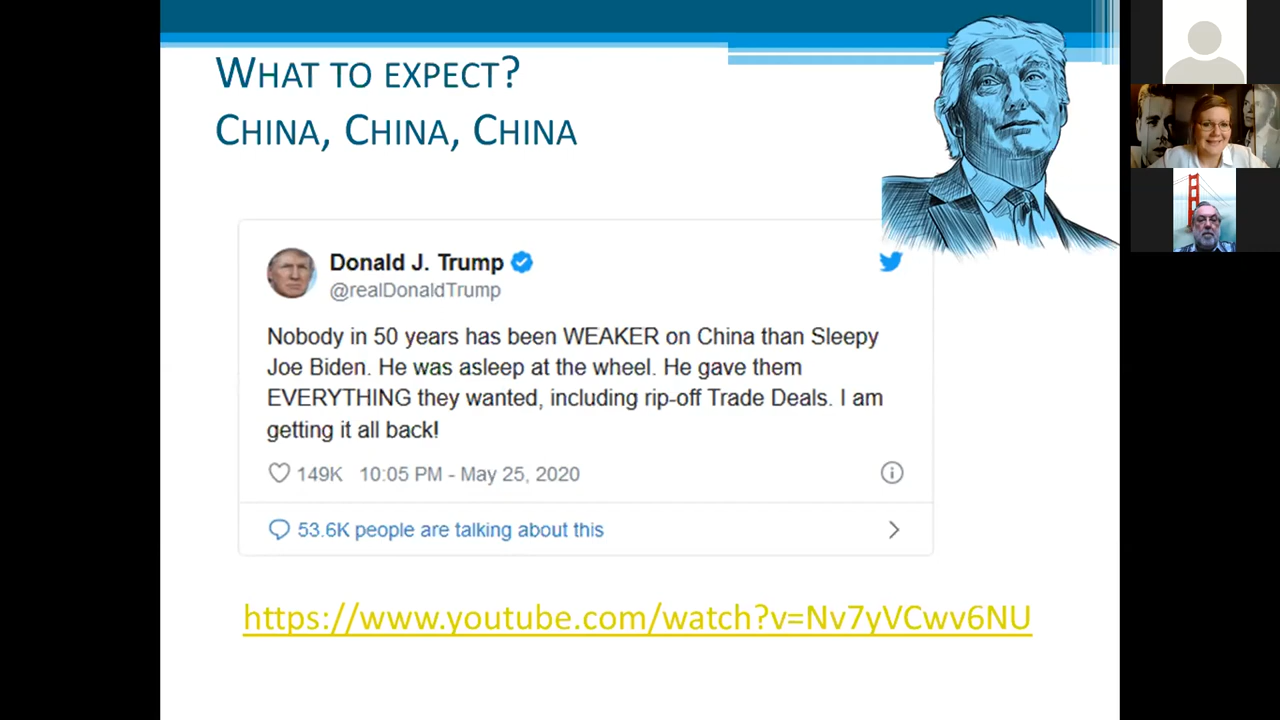 WHAT TO EXPECT?
CHINA, CHINA, CHINA
Donald J. Trump
@realDonaldTrump
Nobody in 50 years has been WEAKER on China than Sleepy
Joe Biden. He was asleep at the wheel. He gave them
EVERYTHING they wanted, including rip-off Trade Deals. I am
getting it all back!
149K 10:05 PM - May 25, 2020
53.6K people are talking about this
https://www.youtube.com/watch?v=Nv7yVCwv6NU